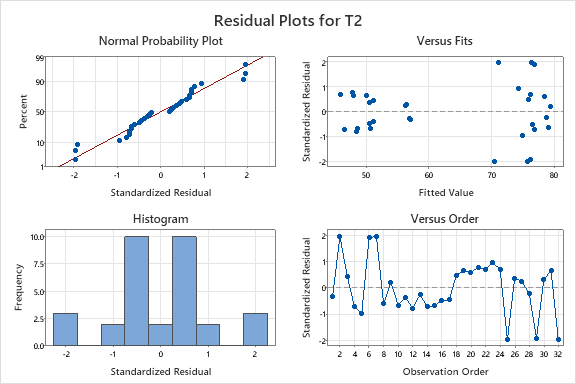 Residual Plots for T2
Normal Probability Plot
Versus Fits
99
90
50
10
1
Percent
-2 -1 0 1 2
Standardized Residual
2
1
0
-1
-2
Standardized Residual
50 60 70 80
Fitted Value
Histogram
Versus Order
10.0
7.5
5.0
2.5
0.0
Frequency
-2 -1 0 1 2
Standardized Residual
2
1
0
-1
-2
Standardized Residual
2 4 6 8 10 12 14 16 18 20 22 24 26 28 30 32
Observation Order